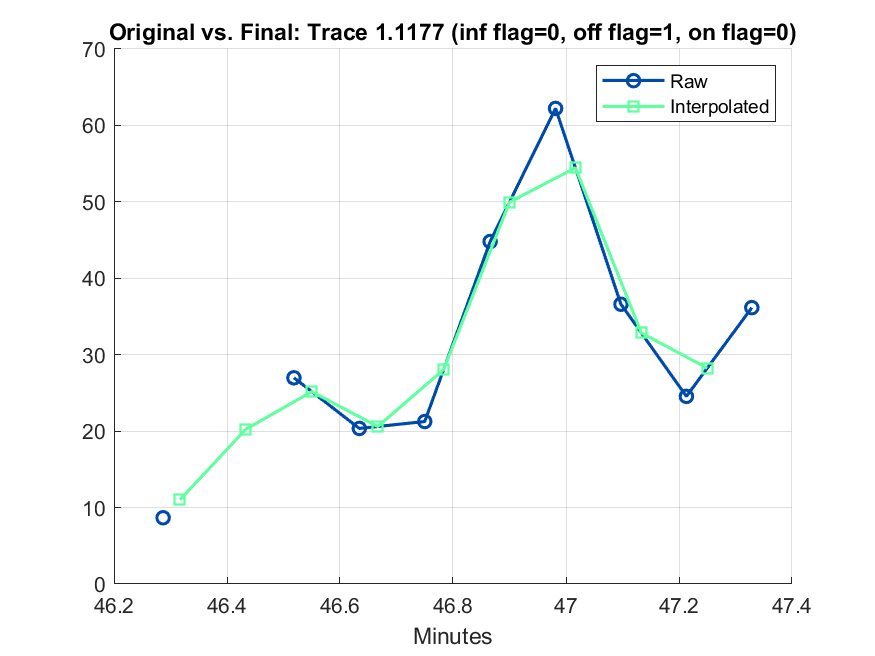 Original vs. Final: Trace 1.1177 (inf flag=0, off flag=1, on flag=0)
70
60
50
40
30
20
10
0
Raw
Interpolated
46.2 46.4 46.6 46.8 47 47.2 47.4
Minutes